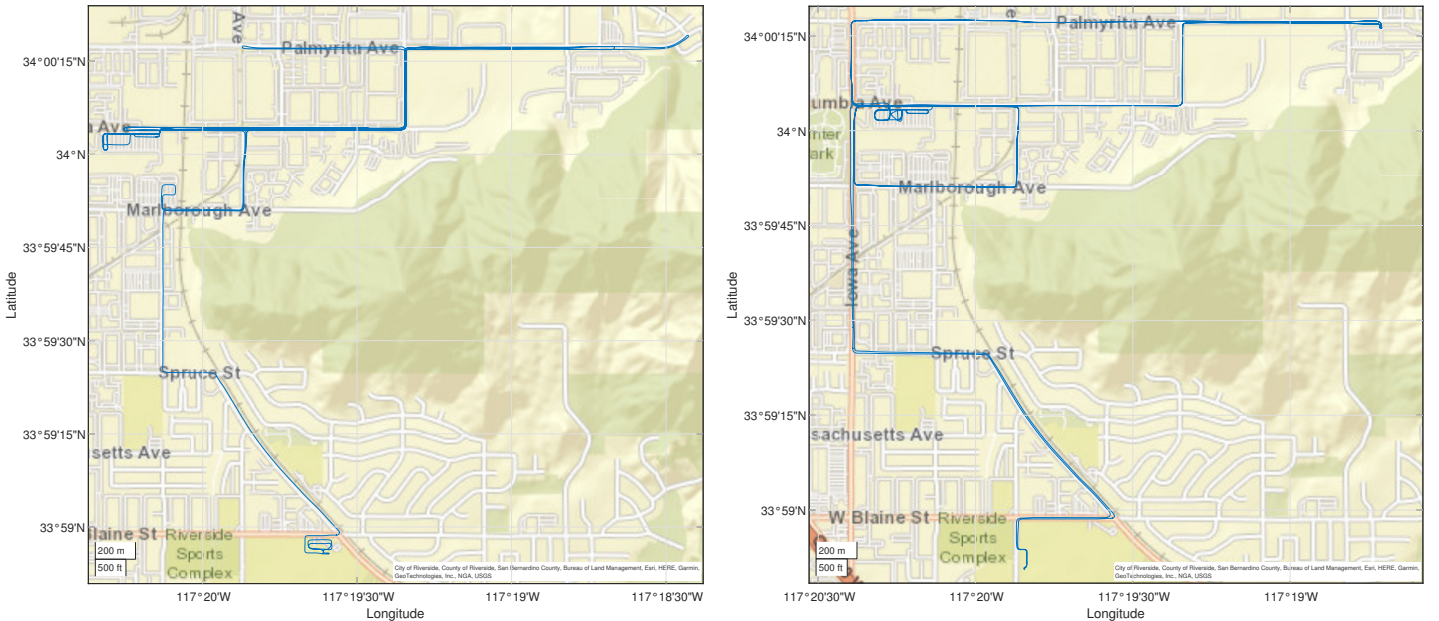 Ave
Palmyrita Ave
34°00'15"N
a Ave
34°N
Marlborough Ave
33°59'45"N
Latitude
33°59'30"N
Spruce St
33°59'15"N
setts Ave
33°59'N
Blaine St
Riverside
Sports
Complex
200 m
500 ft
City of Riverside, County of Riverside, San Bernardino County, Bureau of Land Management, Esri, HERE, Garmin,
GeoTechnologies, Inc., NGA, USGS
117°20'W
117°19'30"W
117°19'W
117°18'30"W
Longitude
e
Palmyrita Ave
34°00'15"N
umbia Ave
34°N
nter
ark
Marlborough Ave
33°59'45"N
Iowa Ave
Latitude
33°59'30"N
Spruce St
33°59'15"N
sachusetts Ave
33°59'N
W Blaine St
Riverside
Sports
Complex
200 m
500 ft
City of Riverside, County of Riverside, San Bernardino County, Bureau of Land Management, Esri, HERE, Garmin,
GeoTechnologies, Inc., NGA, USGS
117°20'30"W
117°20'W
117°19'30"W
117°19'W
Longitude